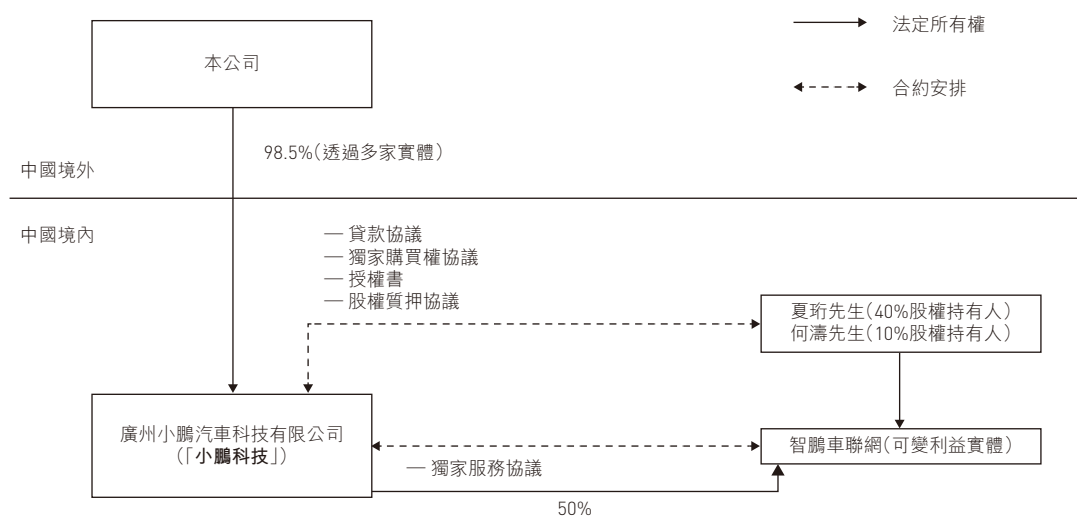 法定所有權
本公司
合約安排
98.5%(透過多家實體)
中國境外
中國境內
— 貸款協議
— 獨家購買權協議
— 授權書
— 股權质押協議
夏珩先生(40%股權持有人)
何濤先生(10%股權持有人)
廣州小鵬汽車科技有限公司
(「小鵬科技」)
智鵬車聯網(可變利益實體)
— 獨家服務協議
50%